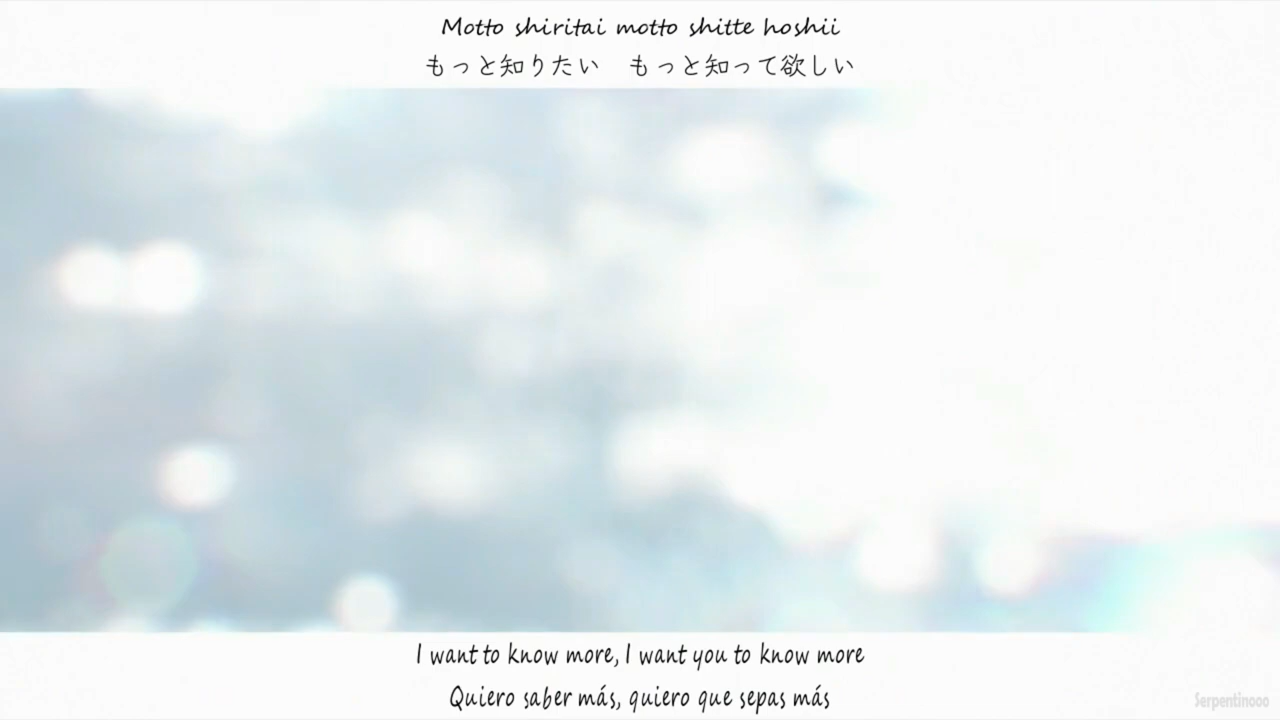 Motto shiritai motto shitte hoshii
もっと知りたい　もっと知って欲しい
I want to know more, I want you to know more
Quiero saber más, quiero que sepas más
Serpentinooo